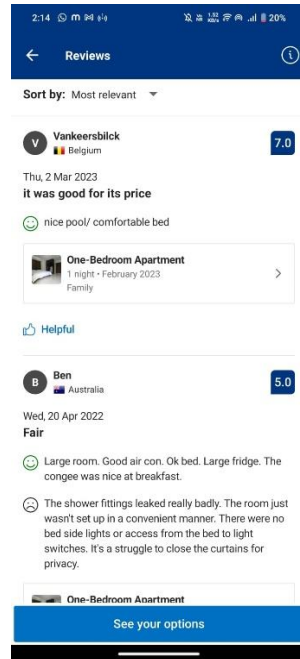 2:14
20%
Reviews
Sort by: Most relevant
V
Vankeersbilck
Belgium
7.0
Thu, 2 Mar 2023
it was good for its price
nice pool/ comfortable bed
One-Bedroom Apartment
1 night • February 2023
Family
Helpful
B
Ben
Australia
5.0
Wed, 20 Apr 2022
Fair
Large room. Good air con. Ok bed. Large fridge. The
congee was nice at breakfast.
The shower fittings leaked really badly. The room just
wasn't set up in a convenient manner. There were no
bed side lights or access from the bed to light
switches. It's a struggle to close the curtains for
privacy.
One-Bedroom Apartment
See your options